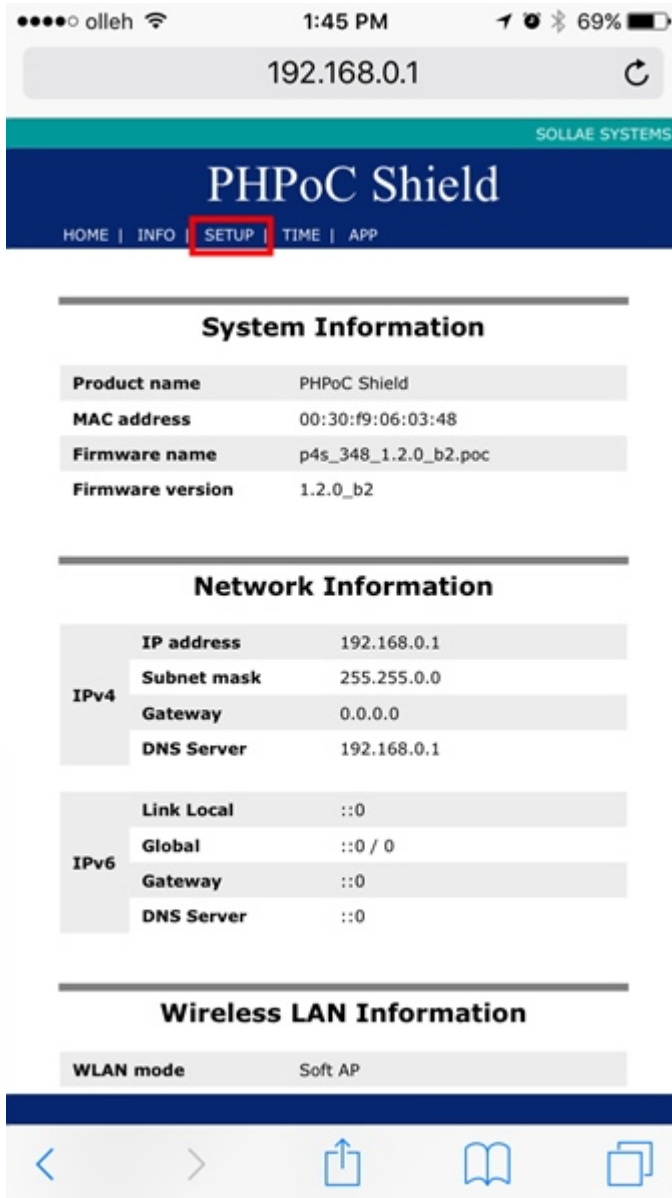 olleh 1:45 PM 69%
192.168.0.1
SOLLAE SYSTEMS
PHPoC Shield
HOME | INFO | SETUP | TIME | APP
System Information
Product name PHPoC Shield
MAC address 00:30:f9:06:03:48
Firmware name p4s_348_1.2.0_b2.poc
Firmware version 1.2.0_b2
Network Information
IPv4
IP address 192.168.0.1
Subnet mask 255.255.0.0
Gateway 0.0.0.0
DNS Server 192.168.0.1
IPv6
Link Local ::0
Global ::0 / 0
Gateway ::0
DNS Server ::0
Wireless LAN Information
WLAN mode Soft AP